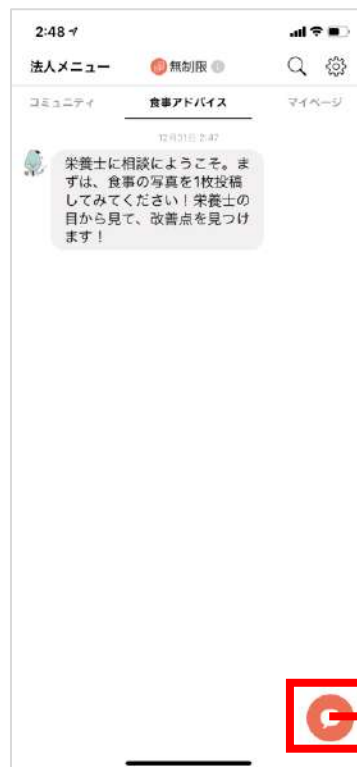 2:48
法人メニュー
無制限
コミュニティ
食事アドバイス
マイページ
12月31日 2:47
栄養士に相談にようこそ。ま
ずは、食事の写真を1枚投稿
してみてください！栄養士の
目から見て、改善点を見つけ
ます！